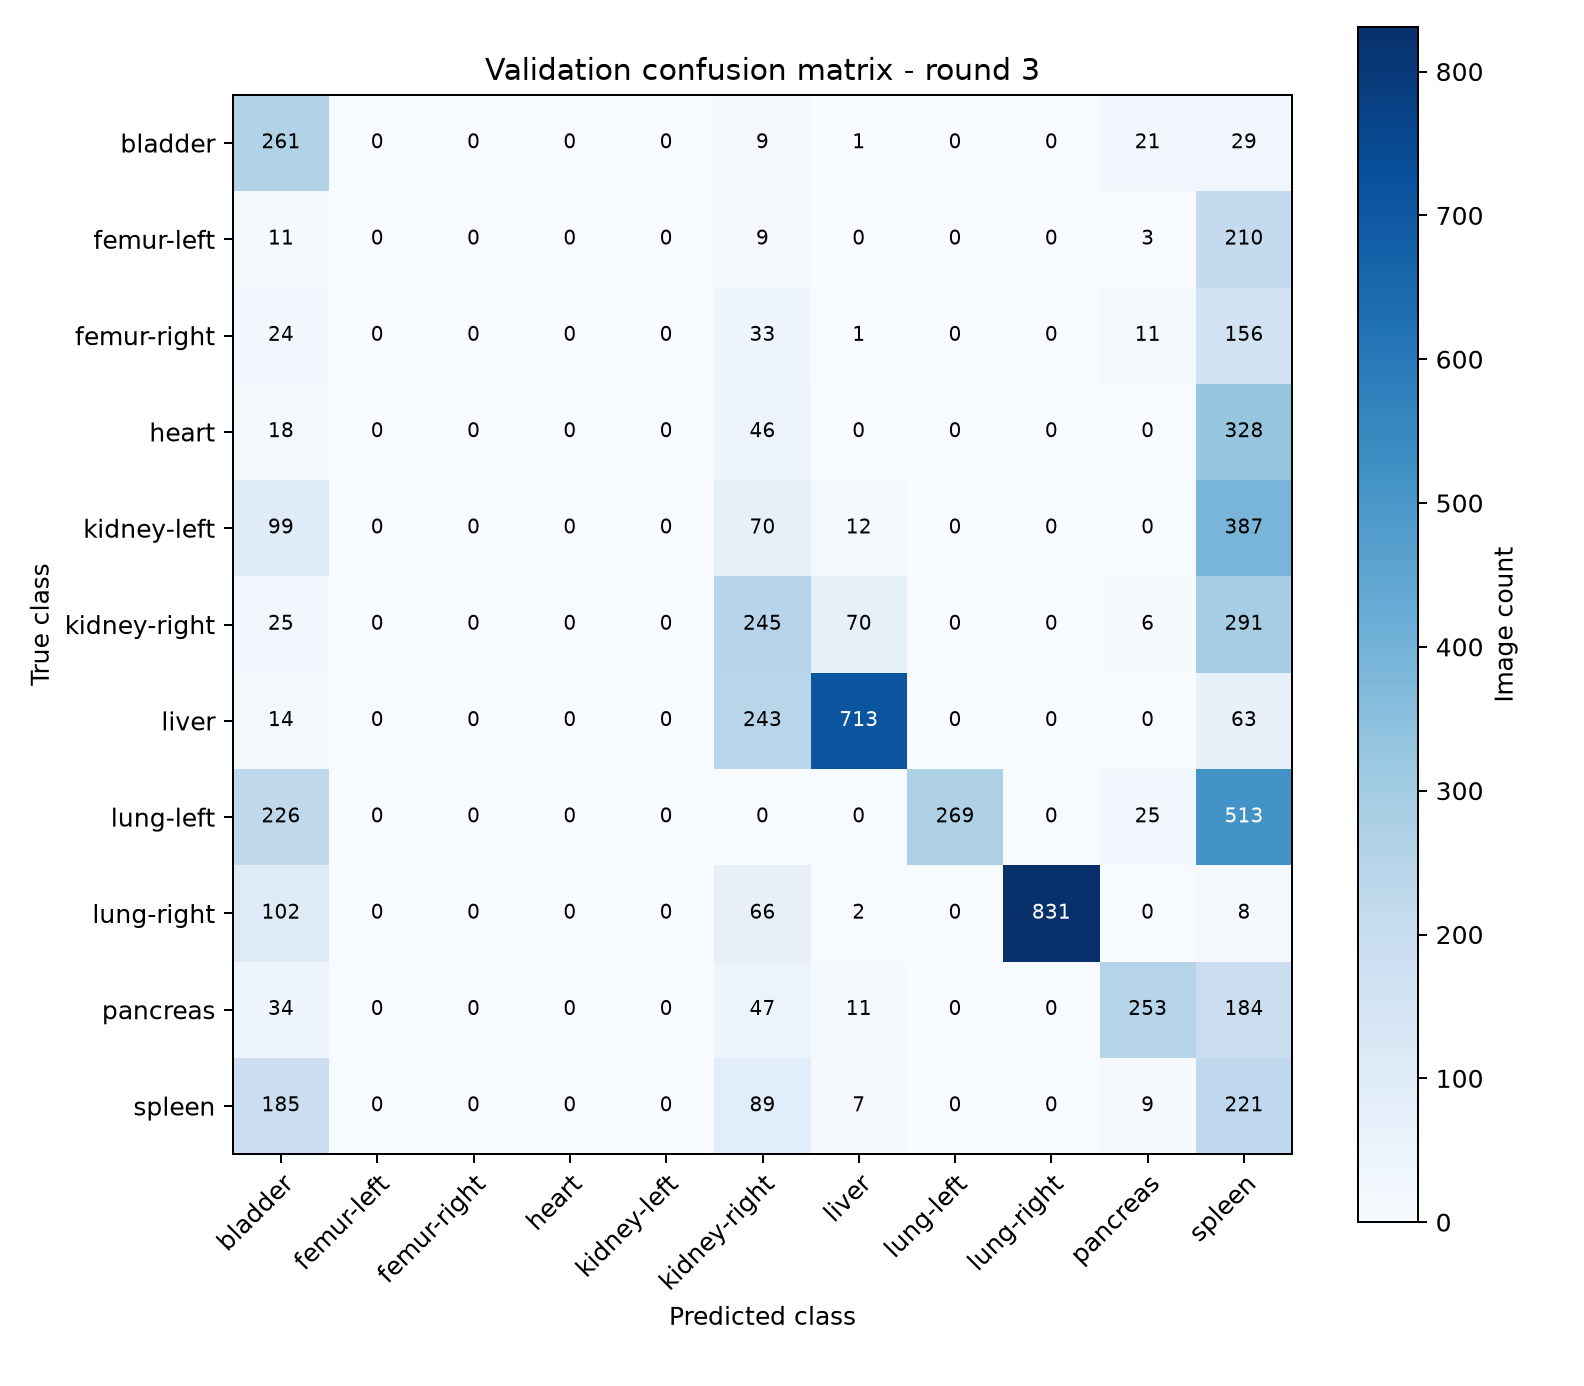 Validation confusion matrix - round 3
bladder 261 0 0 0 0 9 1 0 0 21 29
femur-left 11 0 0 0 0 9 0 0 0 3 210
femur-right 24 0 0 0 0 33 1 0 0 11 156
heart 18 0 0 0 0 46 0 0 0 0 328
kidney-left 99 0 0 0 0 70 12 0 0 0 387
kidney-right 25 0 0 0 0 245 70 0 0 6 291
liver 14 0 0 0 0 243 713 0 0 0 63
lung-left 226 0 0 0 0 0 0 269 0 25 513
lung-right 102 0 0 0 0 66 2 0 831 0 8
pancreas 34 0 0 0 0 47 11 0 0 253 184
spleen 185 0 0 0 0 89 7 0 0 9 221
True class
bladder femur-left femur-right heart kidney-left kidney-right liver lung-left lung-right pancreas spleen
Predicted class
800
700
600
500
400
300
200
100
0
Image count